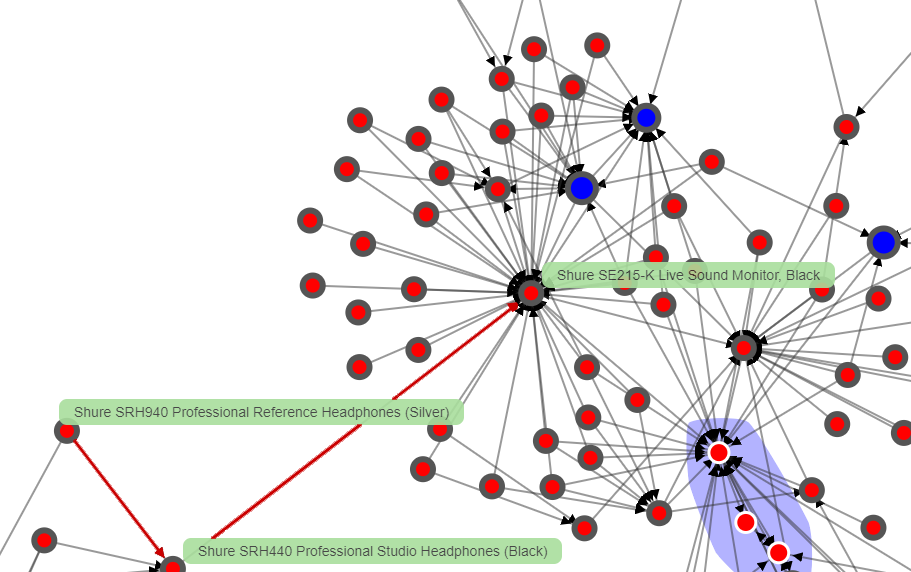 Shure SE215-K Live Sound Monitor, Black
Shure SRH940 Professional Reference Headphones (Silver)
Shure SRH440 Professional Studio Headphones (Black)